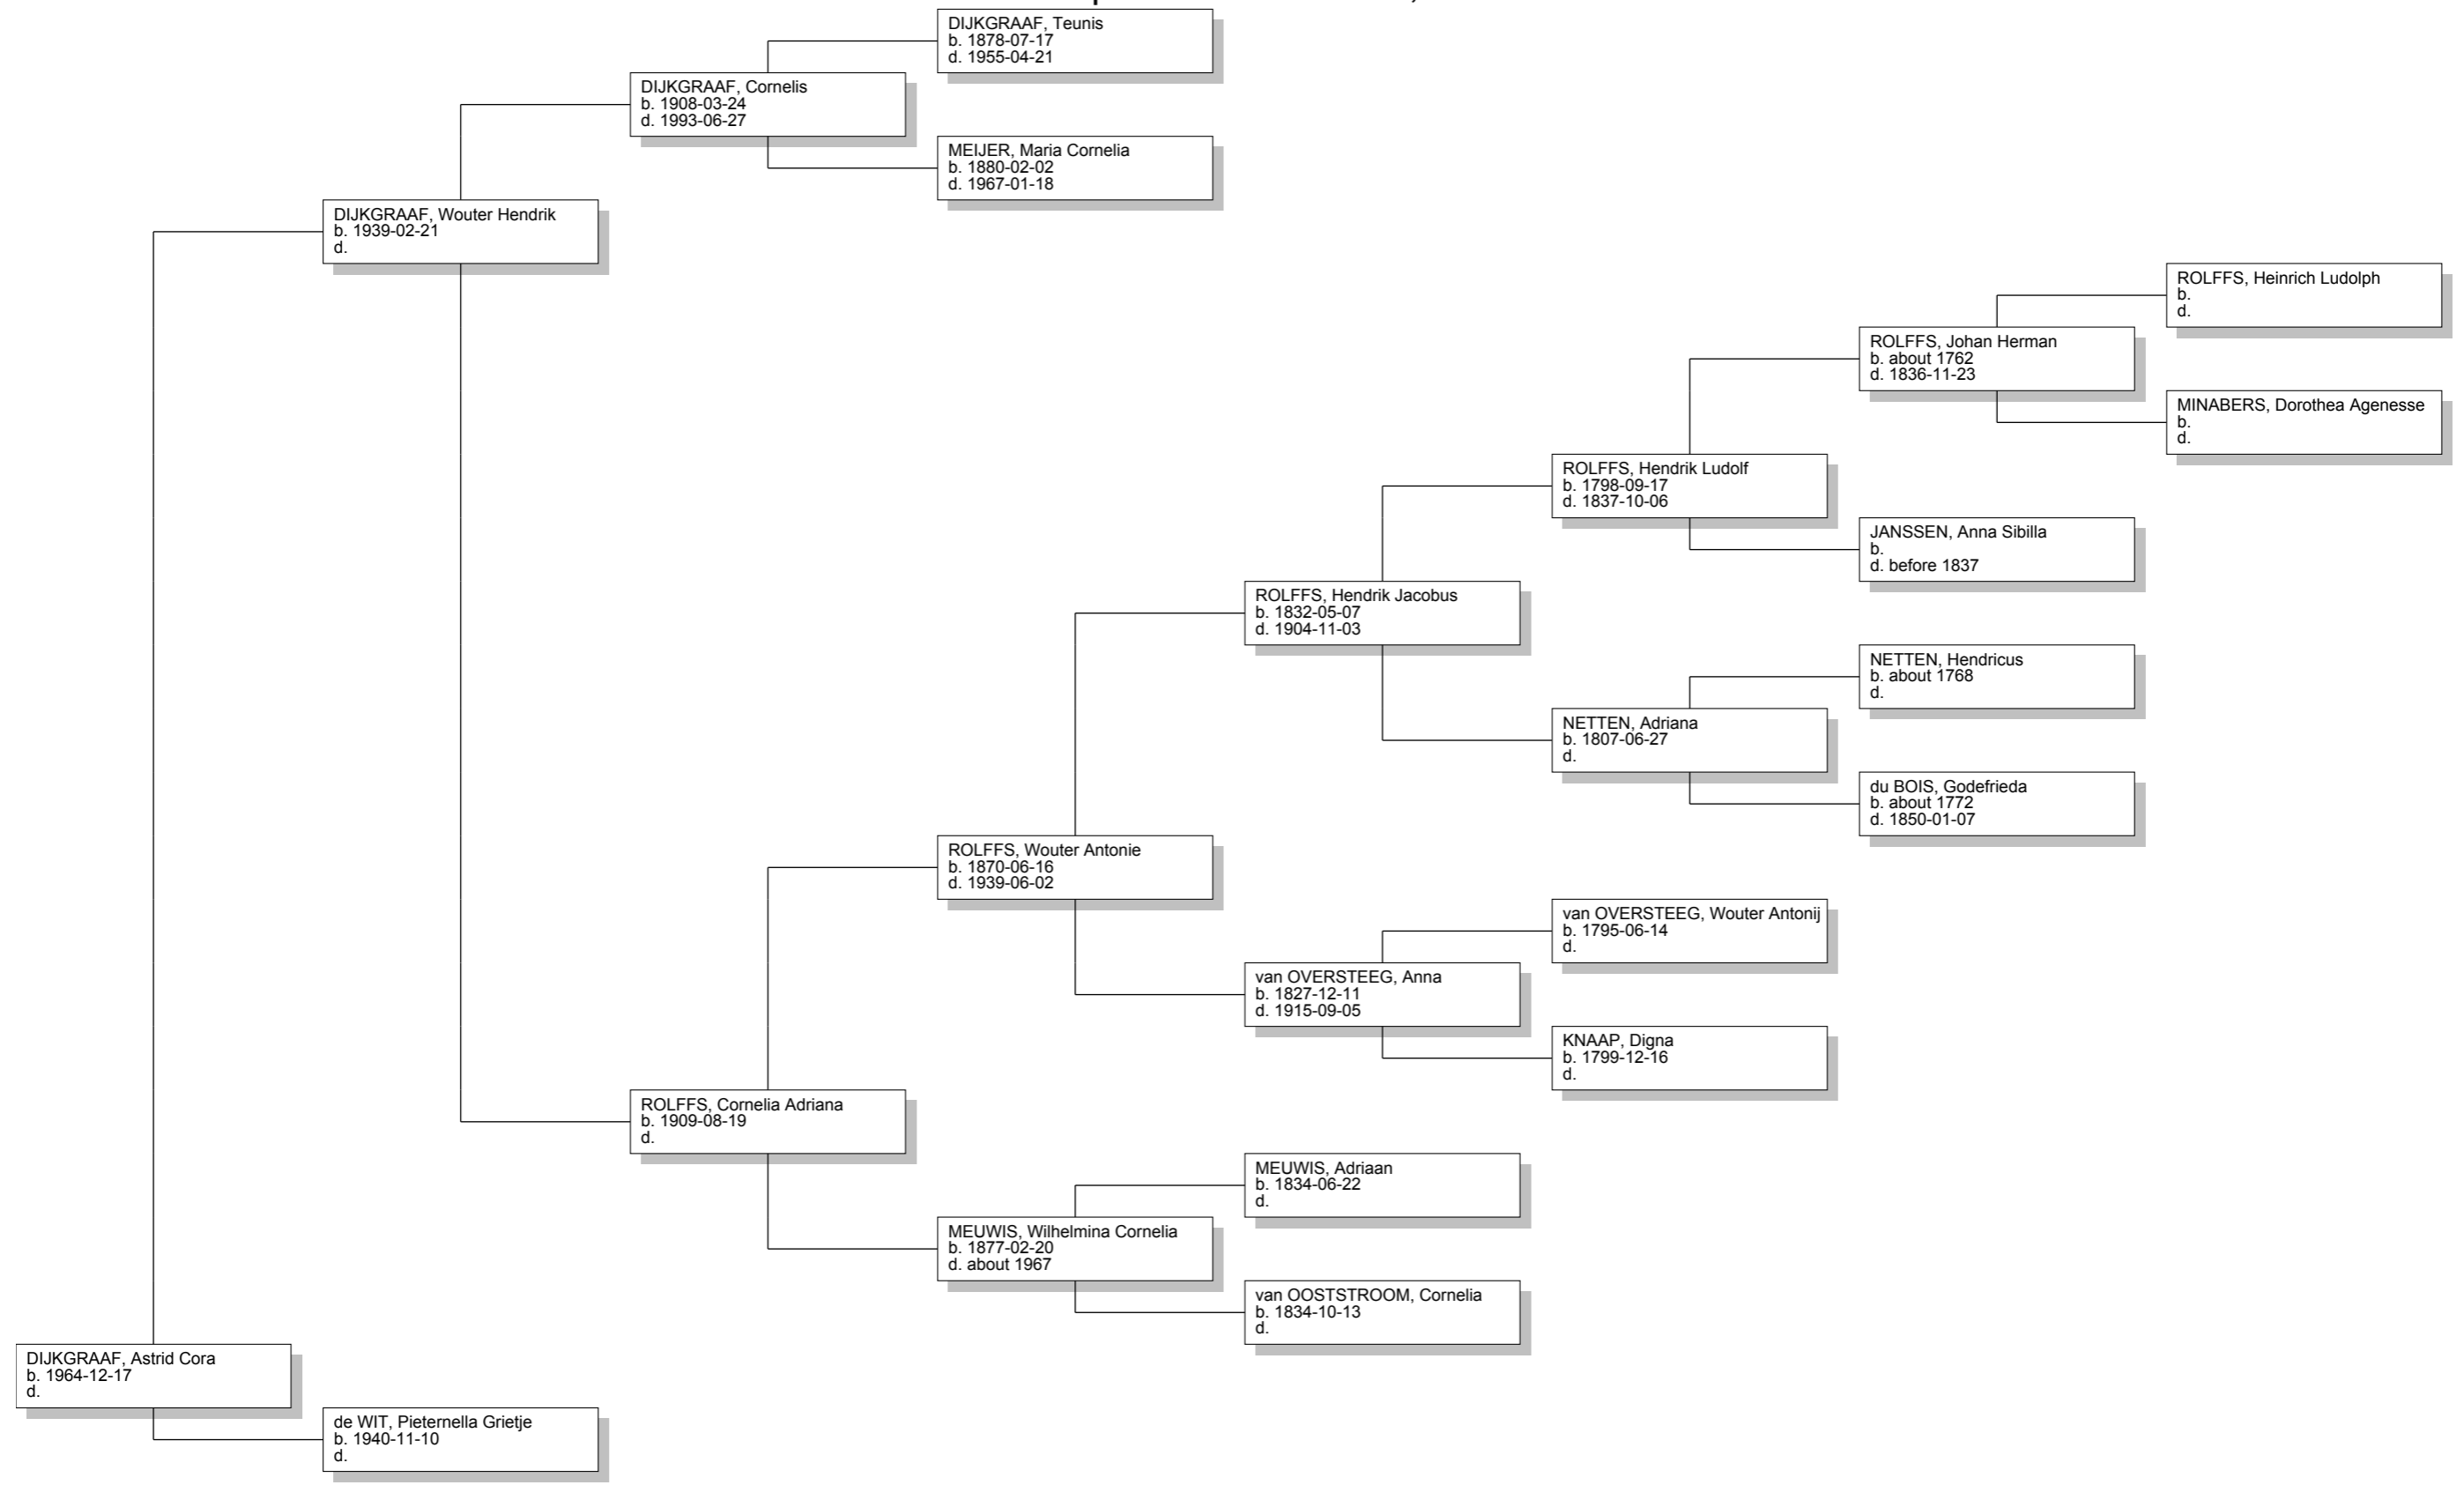 DIJKGRAAF, Teunis
b. 1878-07-17
d. 1955-04-21
DIJKGRAAF, Cornelis
b. 1908-03-24
d. 1993-06-27
MEIJER, Maria Cornelia
b. 1880-02-02
d. 1967-01-18
DIJKGRAAF, Wouter Hendrik
b. 1939-02-21
d.
ROLFFS, Heinrich Ludolph
b.
d.
ROLFFS, Johan Herman
b. about 1762
d. 1836-11-23
MINABERS, Dorothea Agenesse
b.
d.
ROLFFS, Hendrik Ludolf
b. 1798-09-17
d. 1837-10-06
JANSSEN, Anna Sibilla
b.
d. before 1837
ROLFFS, Hendrik Jacobus
b. 1832-05-07
d. 1904-11-03
NETTEN, Hendricus
b. about 1768
d.
NETTEN, Adriana
b. 1807-06-27
d.
du BOIS, Godefrieda
b. about 1772
d. 1850-01-07
ROLFFS, Wouter Antonie
b. 1870-06-16
d. 1939-06-02
van OVERSTEEG, Wouter Antonij
b. 1795-06-14
d.
van OVERSTEEG, Anna
b. 1827-12-11
d. 1915-09-05
KNAAP, Digna
b. 1799-12-16
d.
ROLFFS, Cornelia Adriana
b. 1909-08-19
d.
MEUWIS, Adriaan
b. 1834-06-22
d.
MEUWIS, Wilhelmina Cornelia
b. 1877-02-20
d. about 1967
van OOSTSTROOM, Cornelia
b. 1834-10-13
d.
DIJKGRAAF, Astrid Cora
b. 1964-12-17
d.
de WIT, Pieternella Grietje
b. 1940-11-10
d.